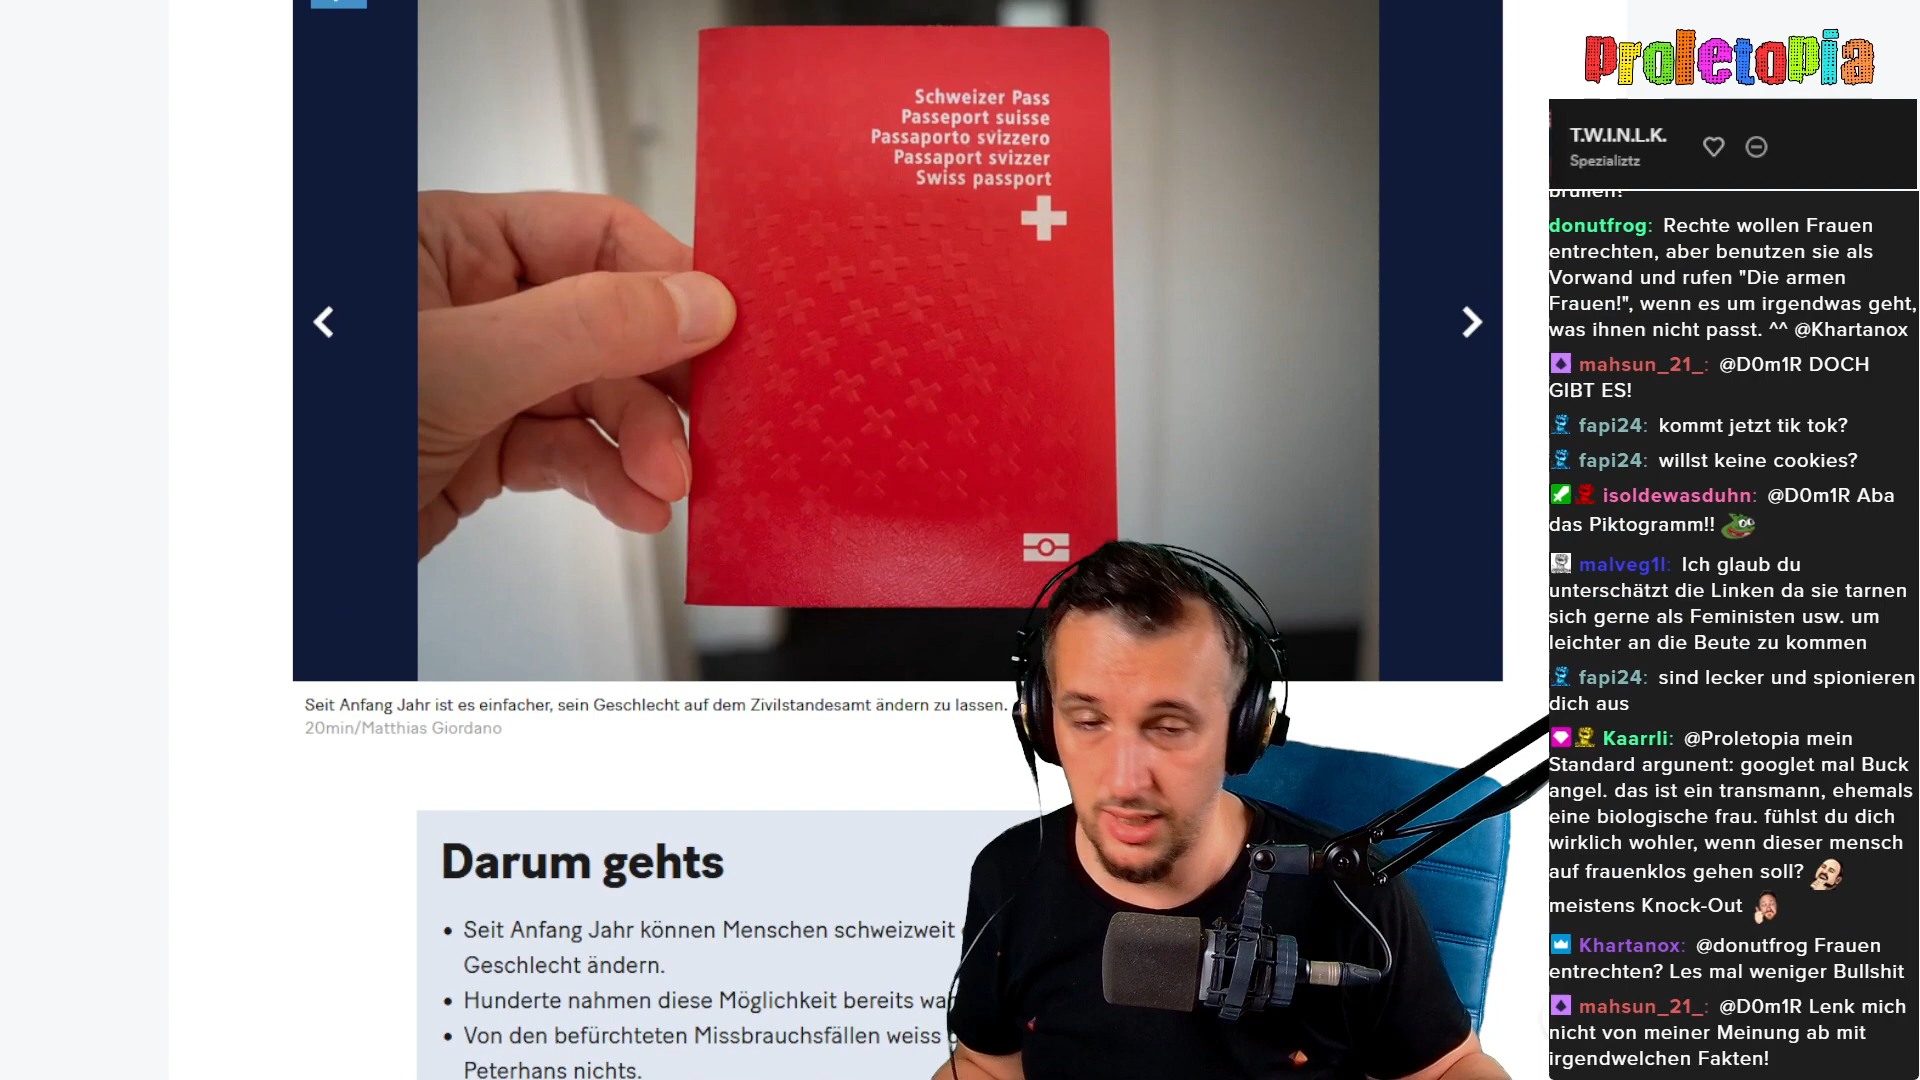 Schweizer Pass
Passeport suisse
Passaporto svizzero
Passaport svizzer
Swiss passport
Seit Anfang Jahr ist es einfacher, sein Geschlecht auf dem Zivilstandesamt ändern zu lassen.
20min/Matthias Giordano
Darum gehts
• Seit Anfang Jahr können Menschen schweizweit
Geschlecht ändern.
• Hunderte nahmen diese Möglichkeit bereits
• Von den befürchteten Missbrauchsfällen weiss
Peterhans nichts.
proletopia
T.W.I.N.L.K.
Spezializtz
brüllen!
donutfrog: Rechte wollen Frauen
entrechten, aber benutzen sie als
Vorwand und rufen "Die armen
Frauen!", wenn es um irgendwas geht,
was ihnen nicht passt. ^^ @Khartanox
mahsun_21_: @D0m1R DOCH
GIBT ES!
fapi24: kommt jetzt tik tok?
fapi24: willst keine cookies?
isoldewasduhn: @D0m1R Aba
das Piktogramm!!
malveg1l: Ich glaub du
unterschätzt die Linken da sie tarnen
sich gerne als Feministen usw. um
leichter an die Beute zu kommen
fapi24: sind lecker und spionieren
dich aus
Kaarrli: @Proletopia mein
Standard argunent: googlet mal Buck
angel. das ist ein transmann, ehemals
eine biologische frau. fühlst du dich
wirklich wohler, wenn dieser mensch
auf frauenklos gehen soll?
meistens Knock-Out
Khartanox: @donutfrog Frauen
entrechten? Les mal weniger Bullshit
mahsun_21_: @D0m1R Lenk mich
nicht von meiner Meinung ab mit
irgendwelchen Fakten!